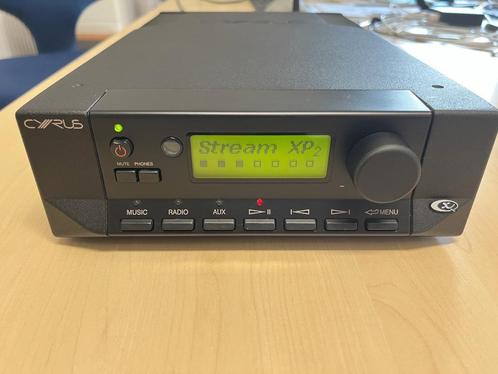 CYRUS
Stream XP2
MUTE PHONES
MUSIC RADIO AUX MENU